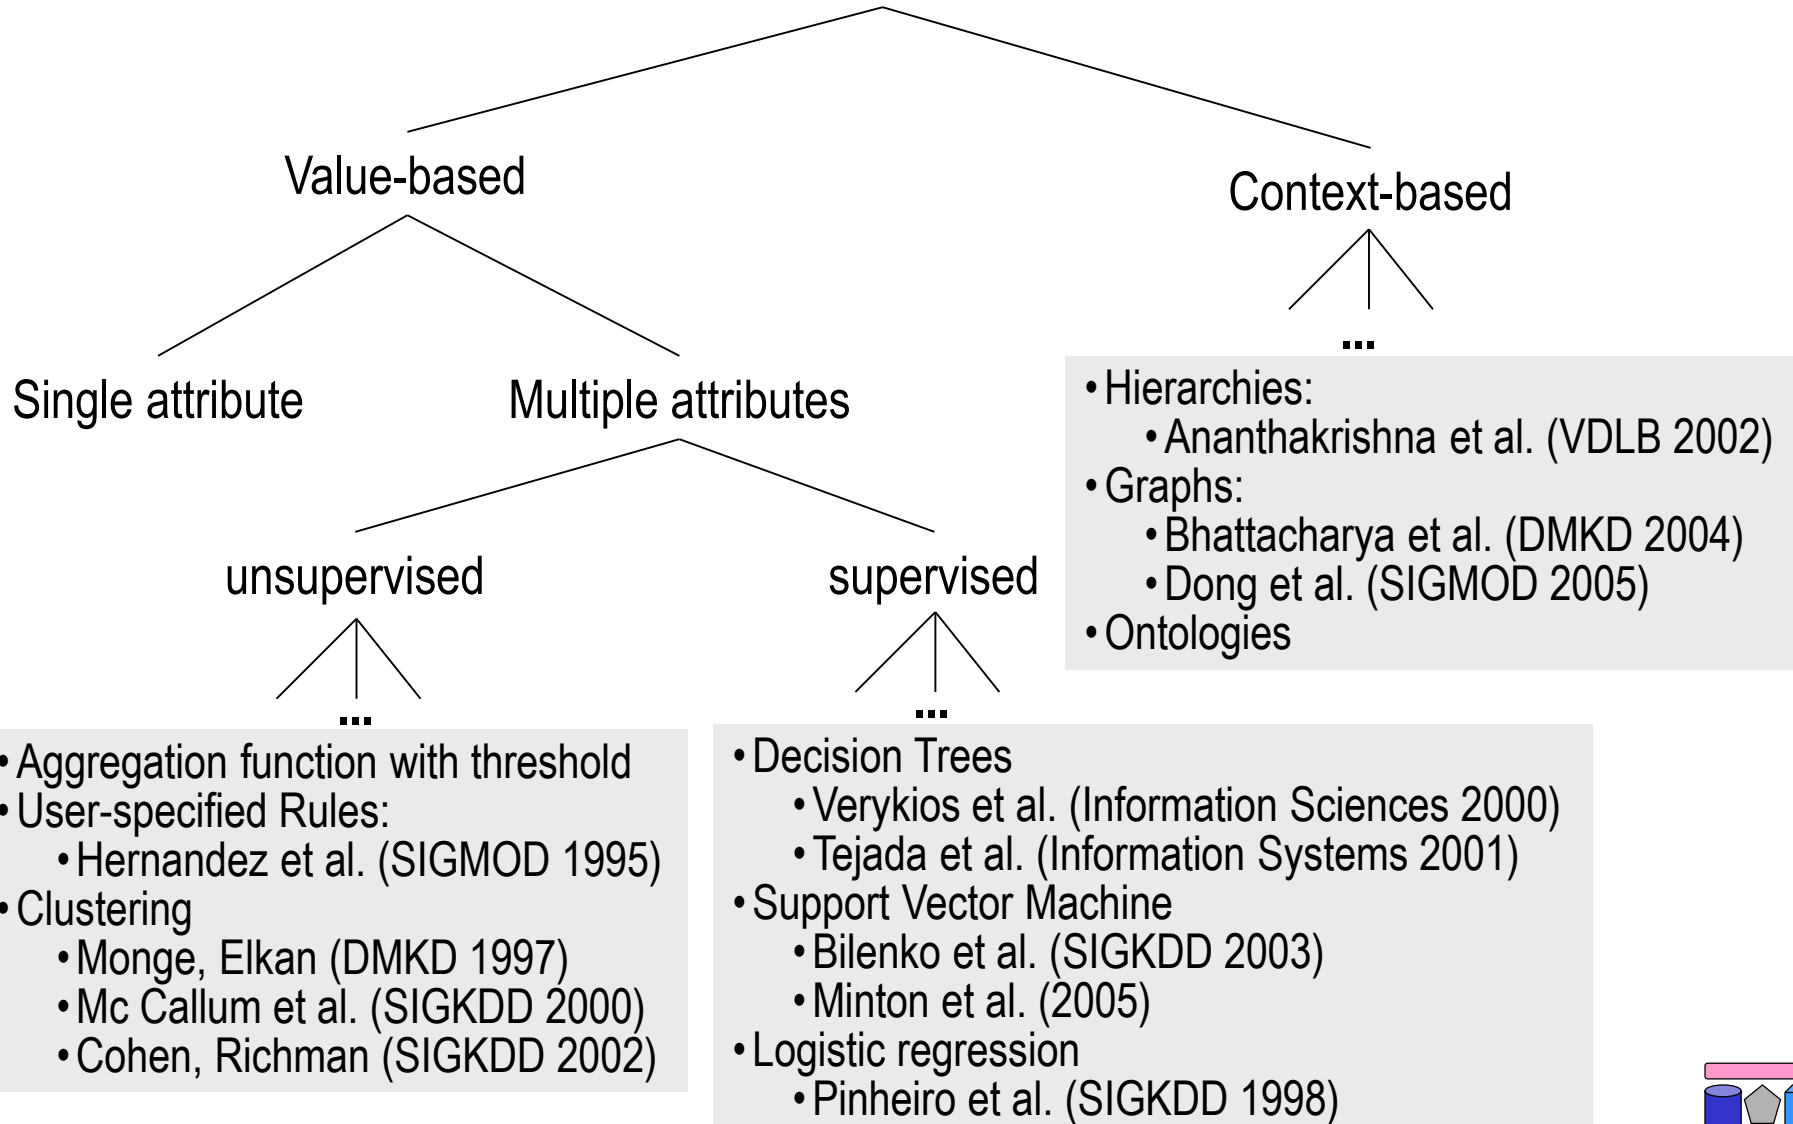 Value-based
Context-based
Single attribute
Multiple attributes
...
• Hierarchies:
• Ananthakrishna et al. (VDLB 2002)
• Graphs:
• Bhattacharya et al. (DMKD 2004)
• Dong et al. (SIGMOD 2005)
• Ontologies
unsupervised
supervised
...
• Aggregation function with threshold
• User-specified Rules:
• Hernandez et al. (SIGMOD 1995)
• Clustering
• Monge, Elkan (DMKD 1997)
• Mc Callum et al. (SIGKDD 2000)
• Cohen, Richman (SIGKDD 2002)
...
• Decision Trees
• Verykios et al. (Information Sciences 2000)
• Tejada et al. (Information Systems 2001)
• Support Vector Machine
• Bilenko et al. (SIGKDD 2003)
• Minton et al. (2005)
• Logistic regression
• Pinheiro et al. (SIGKDD 1998)